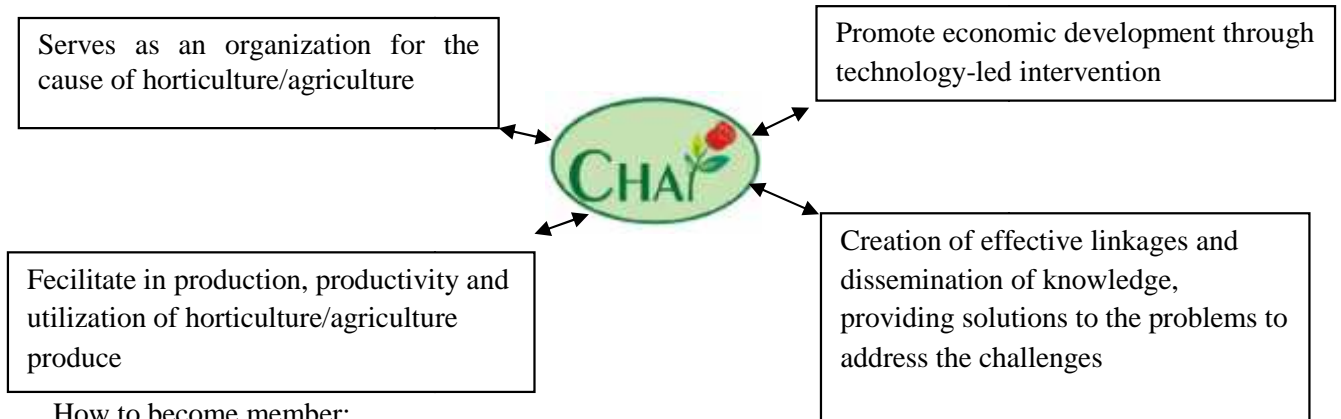 Serves as an organization for the
cause of horticulture/agriculture
Promote economic development through
technology-led intervention
CHAI
Fecilitate in production, productivity and
utilization of horticulture/agriculture
produce
Creation of effective linkages and
dissemination of knowledge,
providing solutions to the problems to
address the challenges
How to become member: